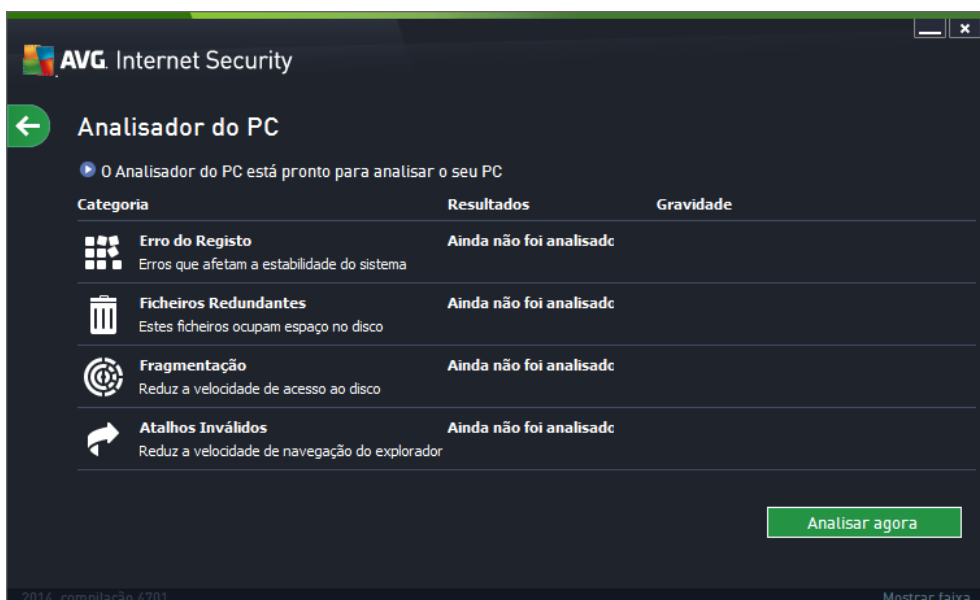 AVG. Internet Security
Analisador do PC
O Analisador do PC está pronto para analisar o seu PC
Categoria Resultados Gravidade
Erro do Registo Ainda não foi analisado
Erros que afetam a estabilidade do sistema
Ficheiros Redundantes Ainda não foi analisado
Estes ficheiros ocupam espaço no disco
Fragmentação Ainda não foi analisado
Reduz a velocidade de acesso ao disco
Atalhos Inválidos Ainda não foi analisado
Reduz a velocidade de navegação do explorador
Analisar agora
2014 compilação 4701 Mostrar faixa